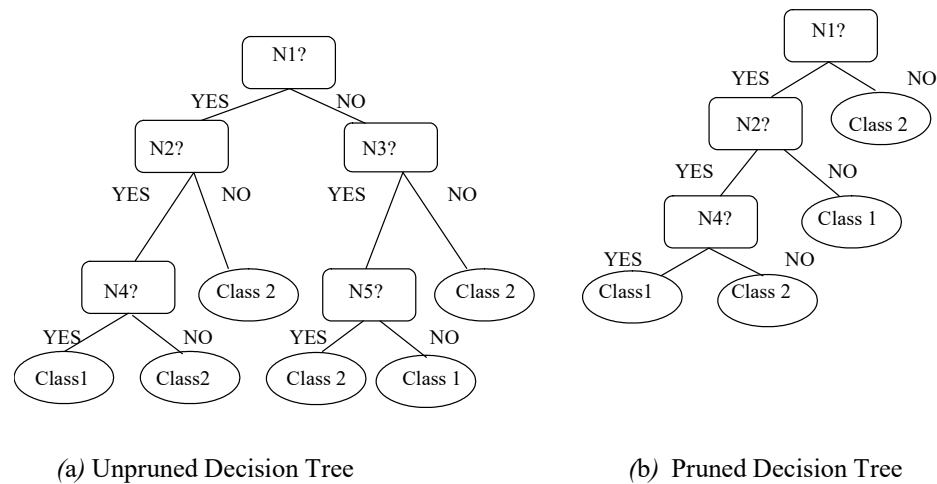 N1?
YES NO
N2? N3?
YES NO YES NO
N4? Class 2 N5? Class 2
YES NO YES NO
Class1 Class2 Class 2 Class 1
(a) Unpruned Decision Tree
N1?
YES NO
N2? Class 2
YES NO
N4? Class 1
YES NO
Class1 Class 2
(b) Pruned Decision Tree